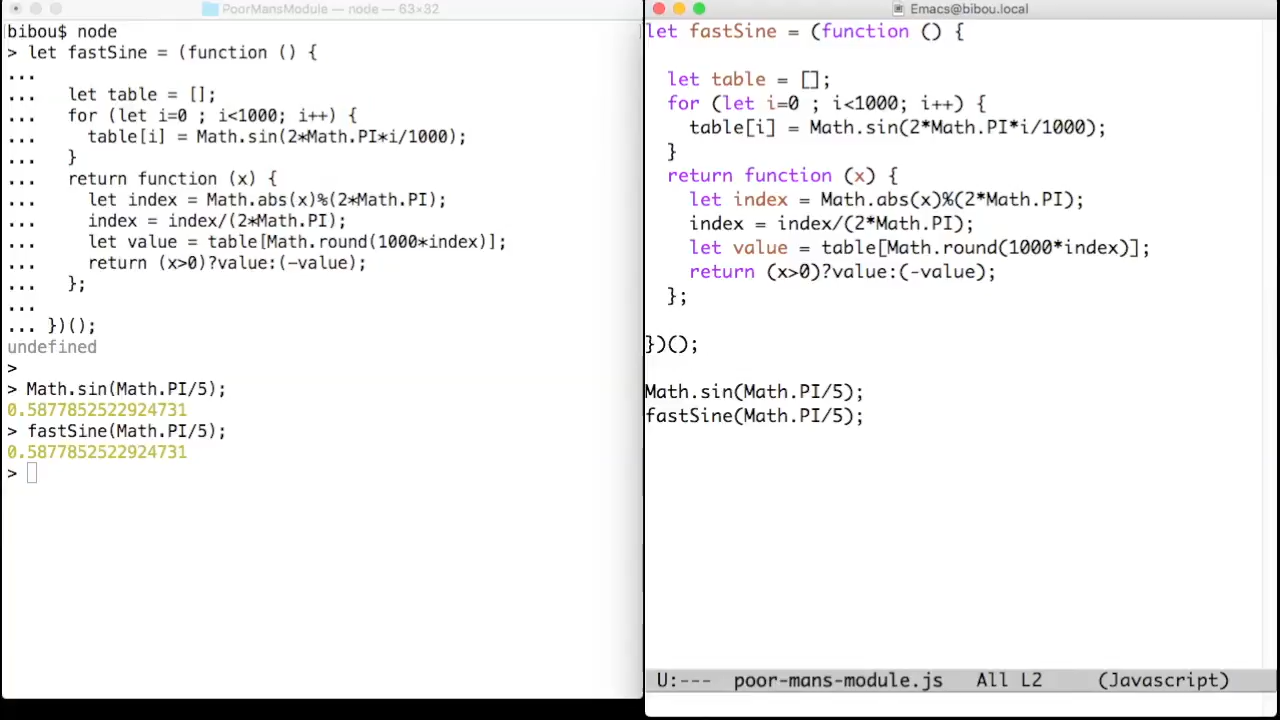 PoorMansModule — node — 63×32
bibou$ node
> let fastSine = (function () {
...
...   let table = [];
...   for (let i=0 ; i<1000; i++) {
...     table[i] = Math.sin(2*Math.PI*i/1000);
...   }
...   return function (x) {
...     let index = Math.abs(x)%(2*Math.PI);
...     index = index/(2*Math.PI);
...     let value = table[Math.round(1000*index)];
...     return (x>0)?value:(-value);
...   };
...
... })();
undefined
>
> Math.sin(Math.PI/5);
0.5877852522924731
> fastSine(Math.PI/5);
0.5877852522924731
>
Emacs@bibou.local
let fastSine = (function () {
  let table = [];
  for (let i=0 ; i<1000; i++) {
    table[i] = Math.sin(2*Math.PI*i/1000);
  }
  return function (x) {
    let index = Math.abs(x)%(2*Math.PI);
    index = index/(2*Math.PI);
    let value = table[Math.round(1000*index)];
    return (x>0)?value:(-value);
  };
})();
Math.sin(Math.PI/5);
fastSine(Math.PI/5);
U:--- poor-mans-module.js All L2 (Javascript)